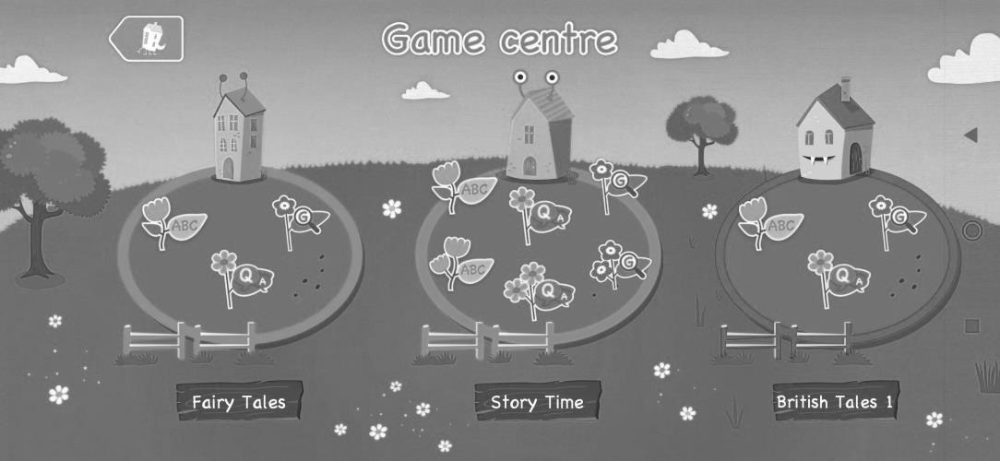 Game centre
ABC
G
Q A
ABC
Q A
G
ABC
G
Q A
ABC
Q A
G
Fairy Tales
Story Time
British Tales 1